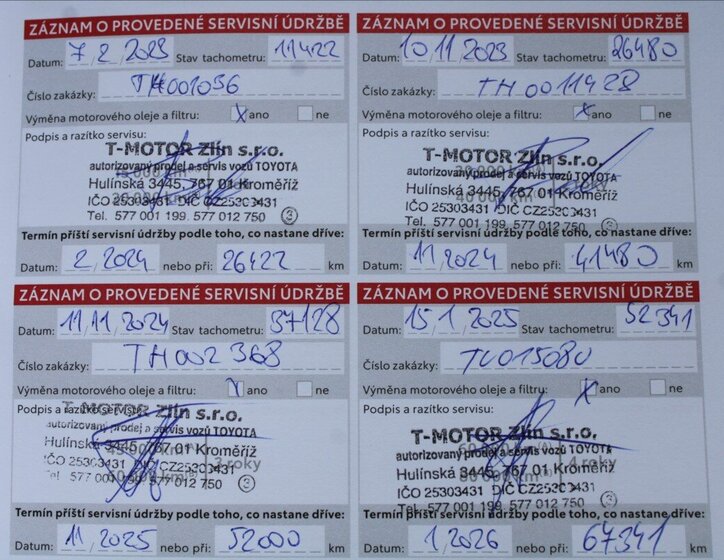 ZÁZNAM O PROVEDENÉ SERVISNÍ ÚDRŽBĚ
Datum: 7/2/2023 Stav tachometru: 11422
Číslo zakázky: TH001036
Výměna motorového oleje a filtru: X ano ne
Podpis a razítko servisu:
T-MOTOR Zlín s.r.o.
autorizovaný prodej a servis vozů TOYOTA
Hulínská 3445, 767 01 Kroměříž
IČO 25303431 DIČ CZ25303431
Tel. 577 001 199, 577 012 750 3
Termín příští servisní údržby podle toho, co nastane dříve:
Datum: 2/2024 nebo při: 26422 km
ZÁZNAM O PROVEDENÉ SERVISNÍ ÚDRŽBĚ
Datum: 10/11/2023 Stav tachometru: 26480
Číslo zakázky: TH0011428
Výměna motorového oleje a filtru: X ano ne
Podpis a razítko servisu:
T-MOTOR Zlín s.r.o.
autorizovaný prodej a servis vozů TOYOTA
Hulínská 3445, 767 01 Kroměříž
IČO 25303431 DIČ CZ25303431
Tel. 577 001 199, 577 012 750 3
Termín příští servisní údržby podle toho, co nastane dříve:
Datum: 11/2024 nebo při: 41480 km
ZÁZNAM O PROVEDENÉ SERVISNÍ ÚDRŽBĚ
Datum: 11/11/2024 Stav tachometru: 37128
Číslo zakázky: TH002368
Výměna motorového oleje a filtru: X ano ne
Podpis a razítko servisu:
T-MOTOR Zlín s.r.o.
autorizovaný prodej a servis vozů TOYOTA
Hulínská 3445, 767 01 Kroměříž
4 roky
IČO 25303431 DIČ CZ25303431
Tel. 577 001 199, 577 012 750 3
Termín příští servisní údržby podle toho, co nastane dříve:
Datum: 11/2025 nebo při: 52000 km
ZÁZNAM O PROVEDENÉ SERVISNÍ ÚDRŽBĚ
Datum: 15/1/2025 Stav tachometru: 52341
Číslo zakázky: TU015080
Výměna motorového oleje a filtru: X ano ne
Podpis a razítko servisu:
T-MOTOR Zlín s.r.o.
autorizovaný prodej a servis vozů TOYOTA
4 roky
Hulínská 3445, 767 01 Kroměříž
IČO 25303431 DIČ CZ25303431
Tel. 577 001 199, 577 012 750 3
Termín příští servisní údržby podle toho, co nastane dříve:
Datum: 1/2026 nebo při: 67341 km